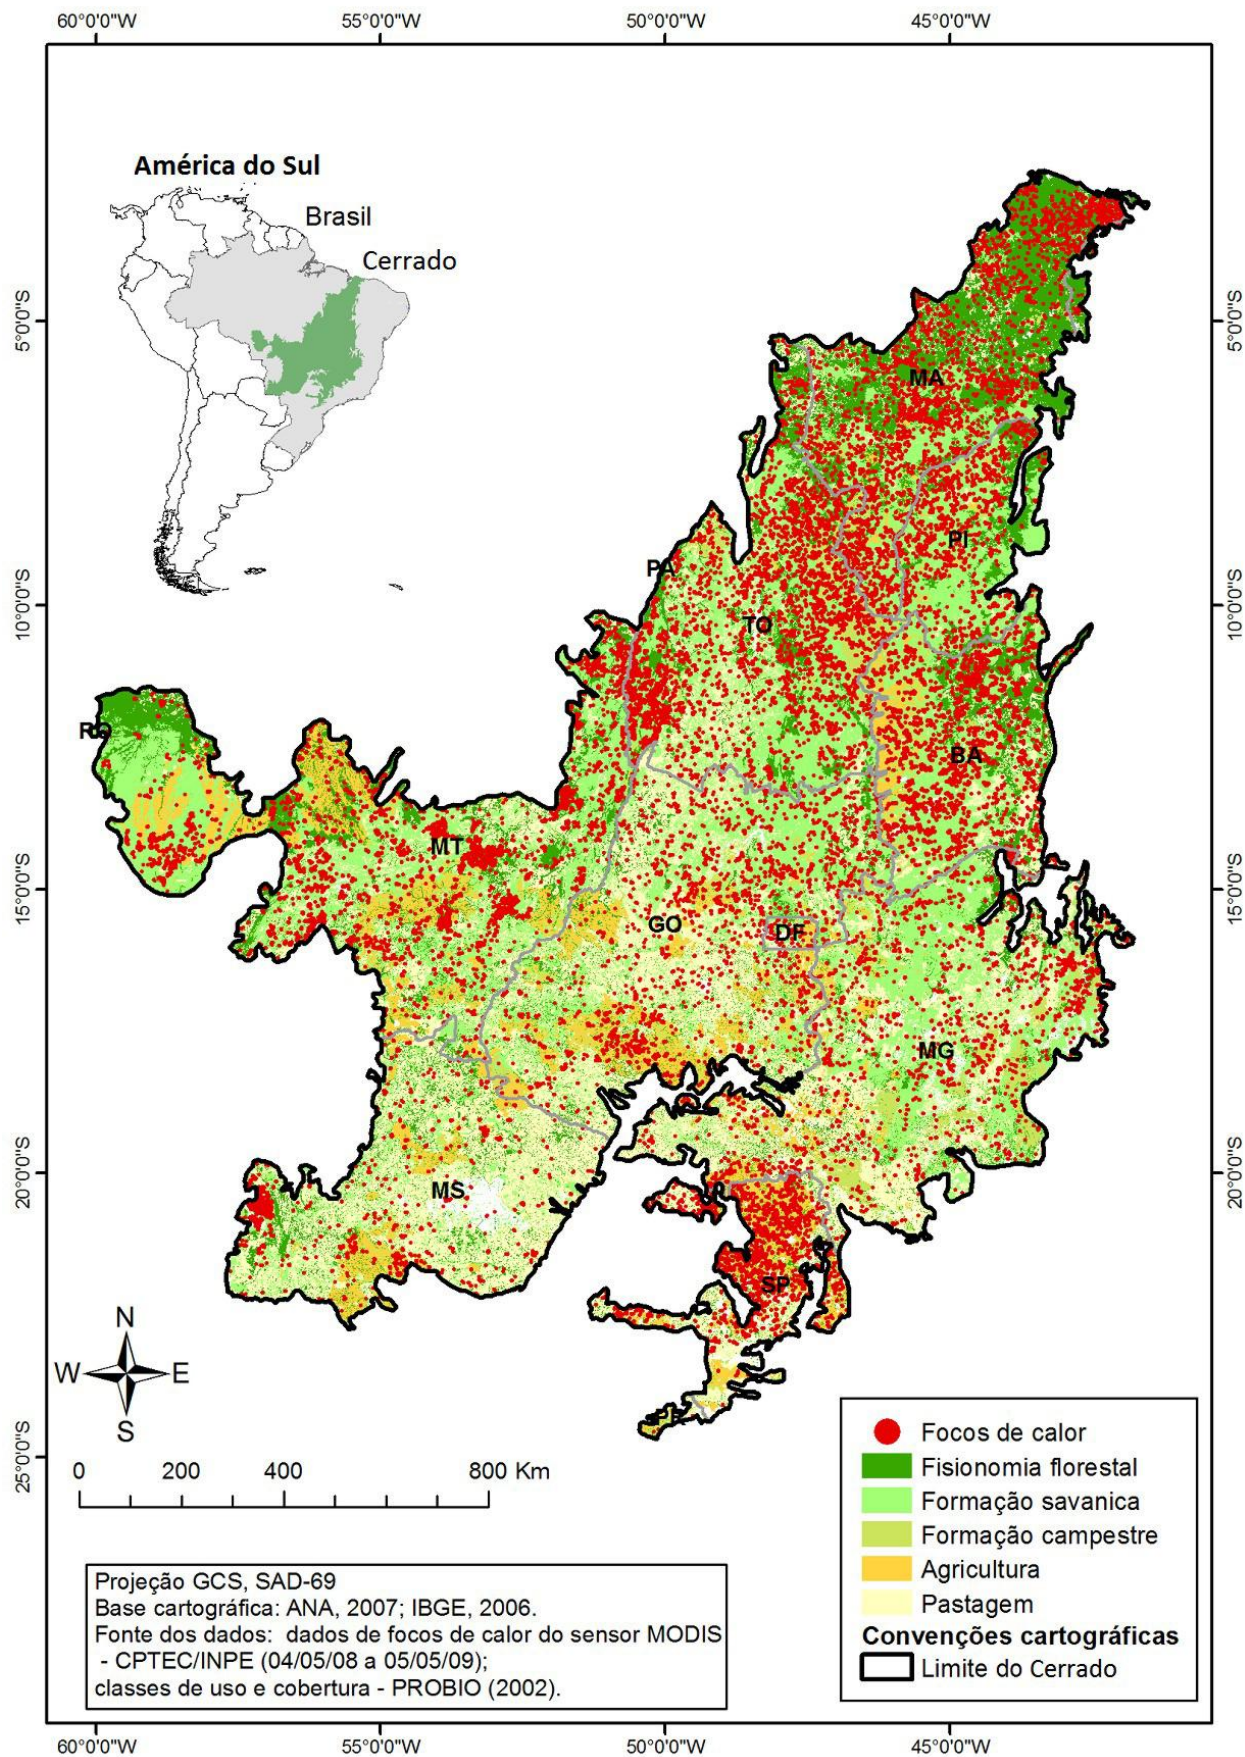 60°0'0"W 55°0'0"W 50°0'0"W 45°0'0"W
América do Sul
Brasil
Cerrado
5°0'0"S 5°0'0"S
MA
PI
PA
10°0'0"S 10°0'0"S
TO
RO
BA
MT
15°0'0"S 15°0'0"S
GO
DF
MG
20°0'0"S 20°0'0"S
MS
SP
N
W E
S
PR
25°0'0"S 25°0'0"S
0 200 400 800 Km
Focos de calor
Fisionomia florestal
Formação savanica
Formação campestre
Agricultura
Pastagem
Convenções cartográficas
Limite do Cerrado
Projeção GCS, SAD-69
Base cartográfica: ANA, 2007; IBGE, 2006.
Fonte dos dados: dados de focos de calor do sensor MODIS
- CPTEC/INPE (04/05/08 a 05/05/09);
classes de uso e cobertura - PROBIO (2002).
60°0'0"W 55°0'0"W 50°0'0"W 45°0'0"W